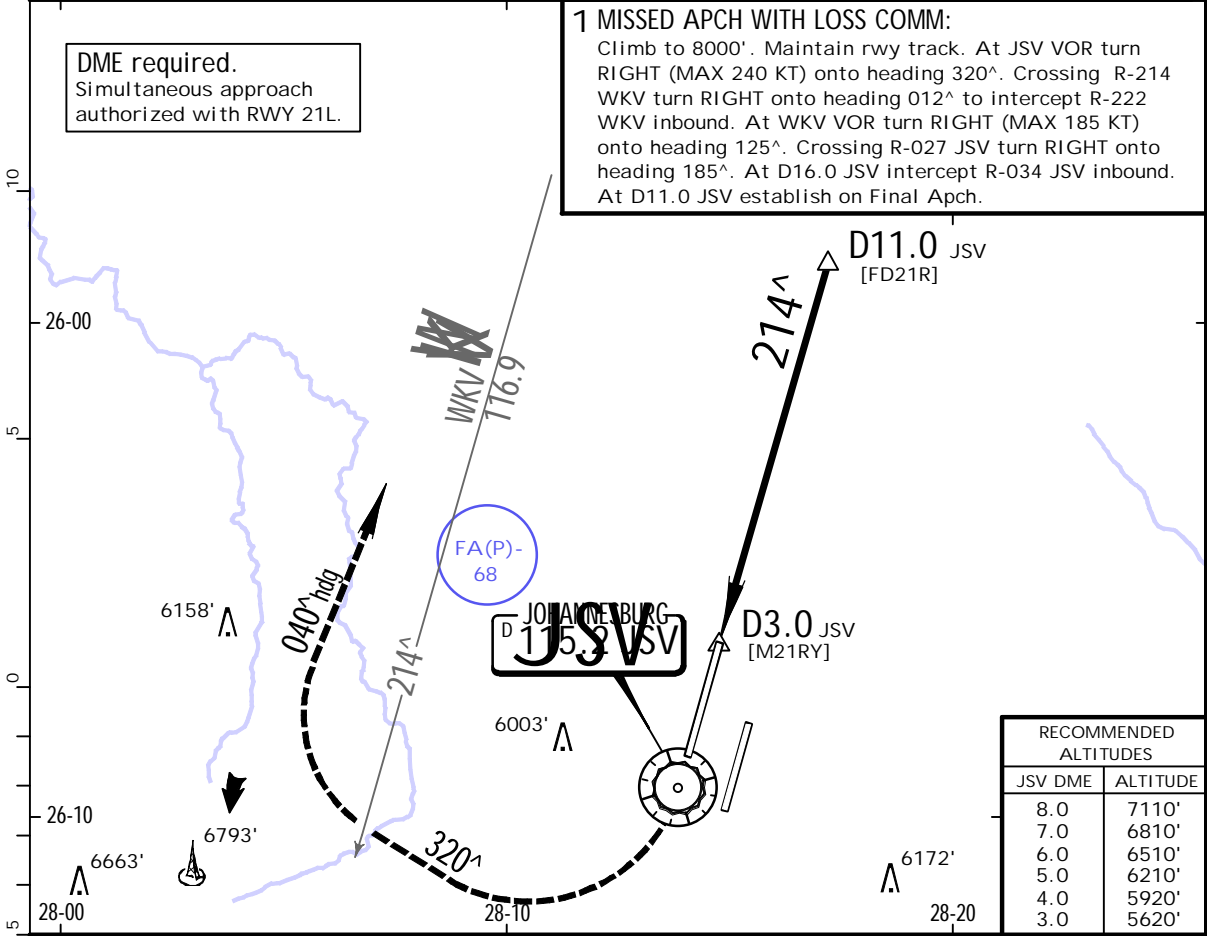 DME required.
Simultaneous approach
authorized with RWY 21L.
1 MISSED APCH WITH LOSS COMM:
Climb to 8000'. Maintain rwy track. At JSV VOR turn
RIGHT (MAX 240 KT) onto heading 320^. Crossing R-214
WKV turn RIGHT onto heading 012^ to intercept R-222
WKV inbound. At WKV VOR turn RIGHT (MAX 185 KT)
onto heading 125^. Crossing R-027 JSV turn RIGHT onto
heading 185^. At D16.0 JSV intercept R-034 JSV inbound.
At D11.0 JSV establish on Final Apch.
10
D11.0 JSV
[FD21R]
214^
26-00
WKV
116.9
5
FA(P)-
68
040^hdg
6158'
JOHANNESBURG
D 115.2 JSV
JSV
D3.0 JSV
[M21RY]
214^
0
6003'
26-10
6793'
6663'
320^
6172'
28-00
28-10
28-20
5
RECOMMENDED
ALTITUDES
JSV DME ALTITUDE
8.0 7110'
7.0 6810'
6.0 6510'
5.0 6210'
4.0 5920'
3.0 5620'